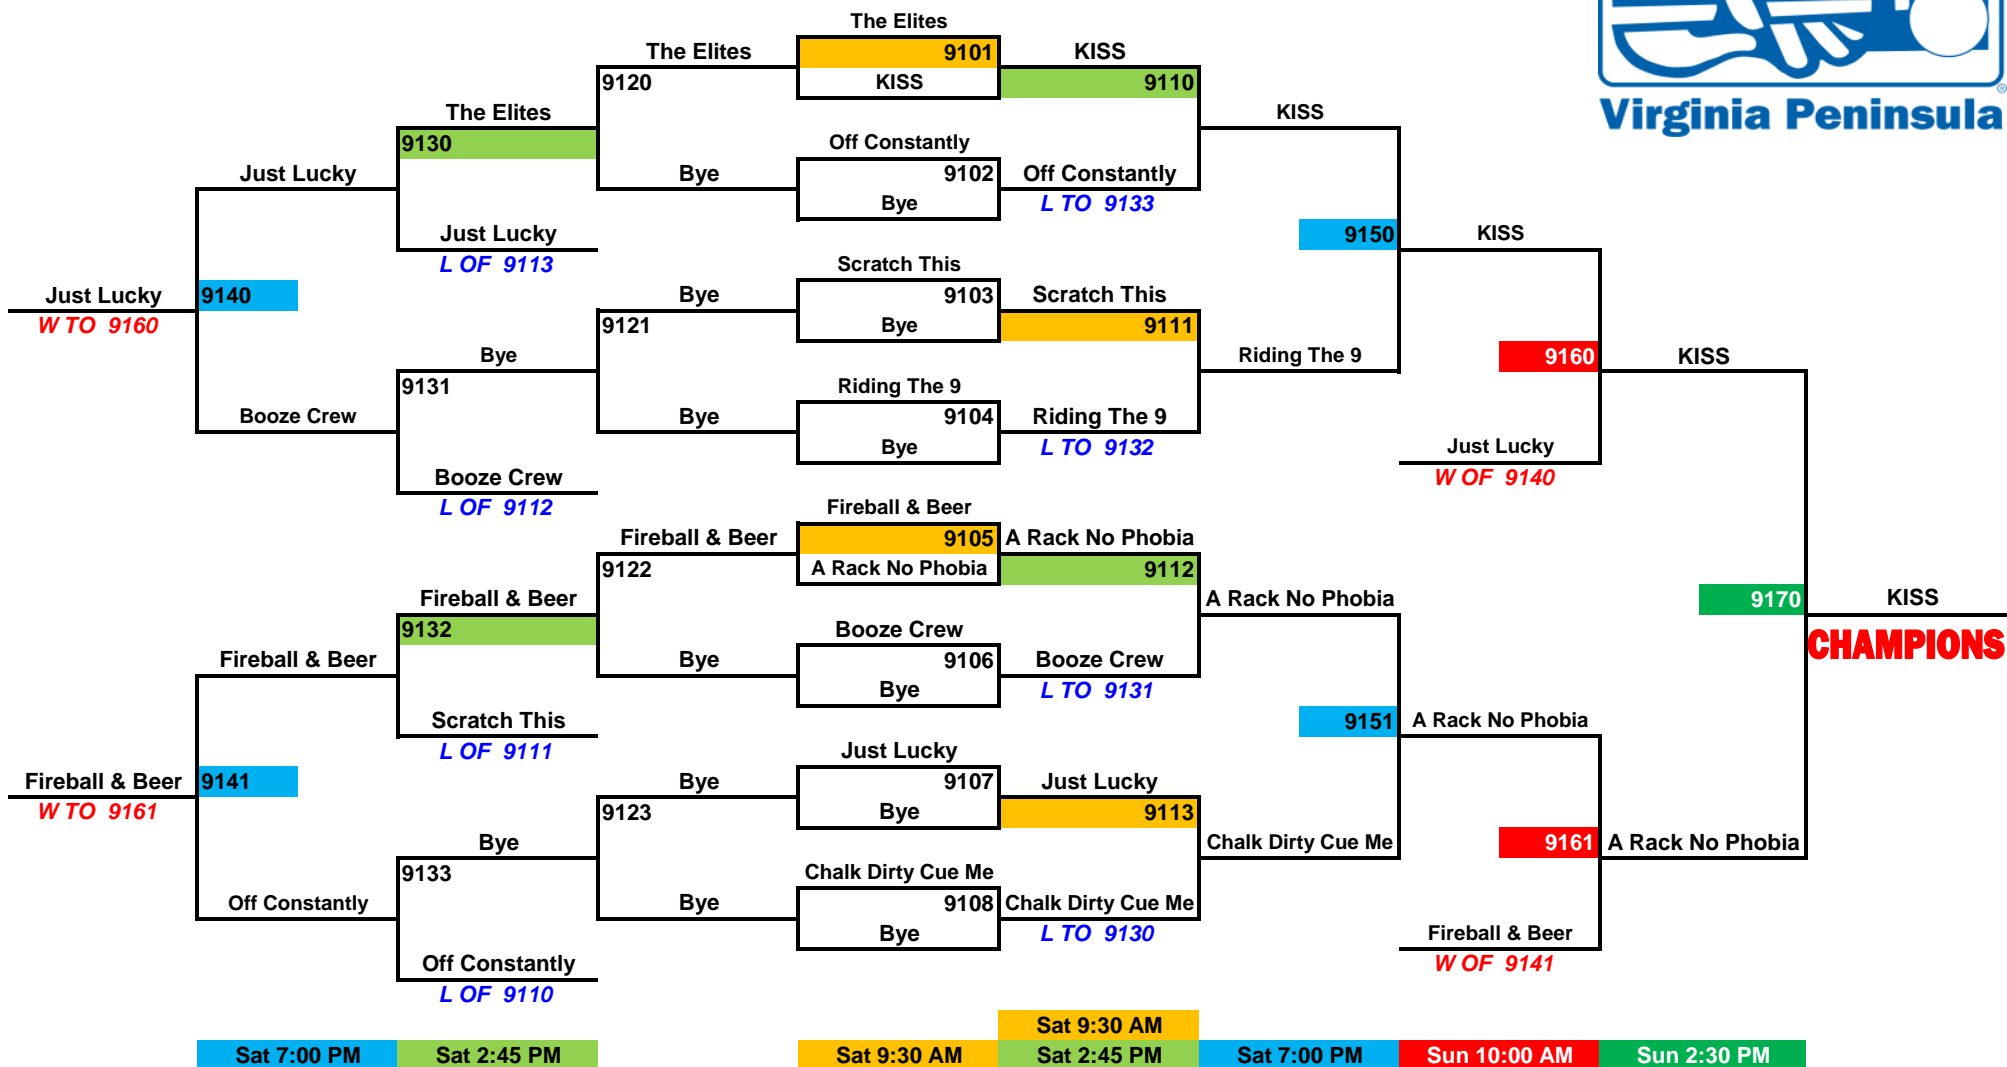 The Elites
The Elites
9101
KISS
9120
KISS
9110
The Elites
KISS
9130
Off Constantly
Just Lucky
Bye
9102
Off Constantly
Bye
L TO 9133
Just Lucky
9150
KISS
L OF 9113
Scratch This
Just Lucky
9140
Bye
9103
Scratch This
W TO 9160
9121
Bye
9111
Bye
Riding The 9
9160
KISS
9131
Riding The 9
Booze Crew
Bye
9104
Riding The 9
Bye
L TO 9132
Just Lucky
Booze Crew
W OF 9140
L OF 9112
Fireball & Beer
Fireball & Beer
9105
A Rack No Phobia
9122
A Rack No Phobia
9112
Fireball & Beer
A Rack No Phobia
9170
KISS
9132
Booze Crew
CHAMPIONS
Fireball & Beer
Bye
9106
Booze Crew
Bye
L TO 9131
Scratch This
9151
A Rack No Phobia
L OF 9111
Just Lucky
Fireball & Beer
9141
Bye
9107
Just Lucky
W TO 9161
9123
Bye
9113
Bye
Chalk Dirty Cue Me
9161
A Rack No Phobia
9133
Chalk Dirty Cue Me
Off Constantly
Bye
9108
Chalk Dirty Cue Me
Bye
L TO 9130
Fireball & Beer
Off Constantly
W OF 9141
L OF 9110
Sat 9:30 AM
Sat 7:00 PM
Sat 2:45 PM
Sat 9:30 AM
Sat 2:45 PM
Sat 7:00 PM
Sun 10:00 AM
Sun 2:30 PM
Virginia Peninsula
®